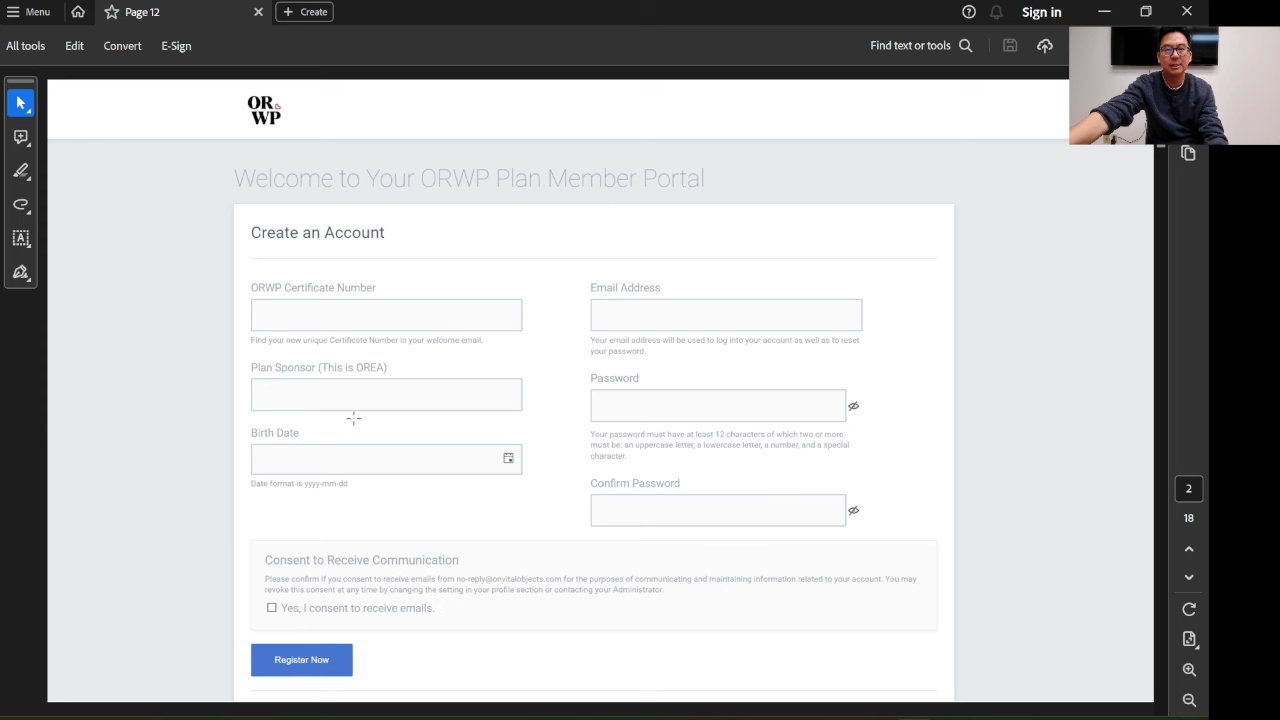 Menu
Page 12
Create
Sign in
All tools
Edit
Convert
E-Sign
Find text or tools
OR
WP
Welcome to Your ORWP Plan Member Portal
Create an Account
ORWP Certificate Number
Find your new unique Certificate Number in your welcome email.
Plan Sponsor (This is OREA)
Birth Date
Date format is yyyy-mm-dd
Email Address
Your email address will be used to log into your account as well as to reset
your password.
Password
Your password must have at least 12 characters of which two or more
must be: an uppercase letter, a lowercase letter, a number, and a special
character.
Confirm Password
Consent to Receive Communication
Please confirm if you consent to receive emails from no-reply@onvitalobjects.com for the purposes of communicating and maintaining information related to your account. You may
revoke this consent at any time by changing the setting in your profile section or contacting your Administrator.
Yes, I consent to receive emails.
Register Now
2
18